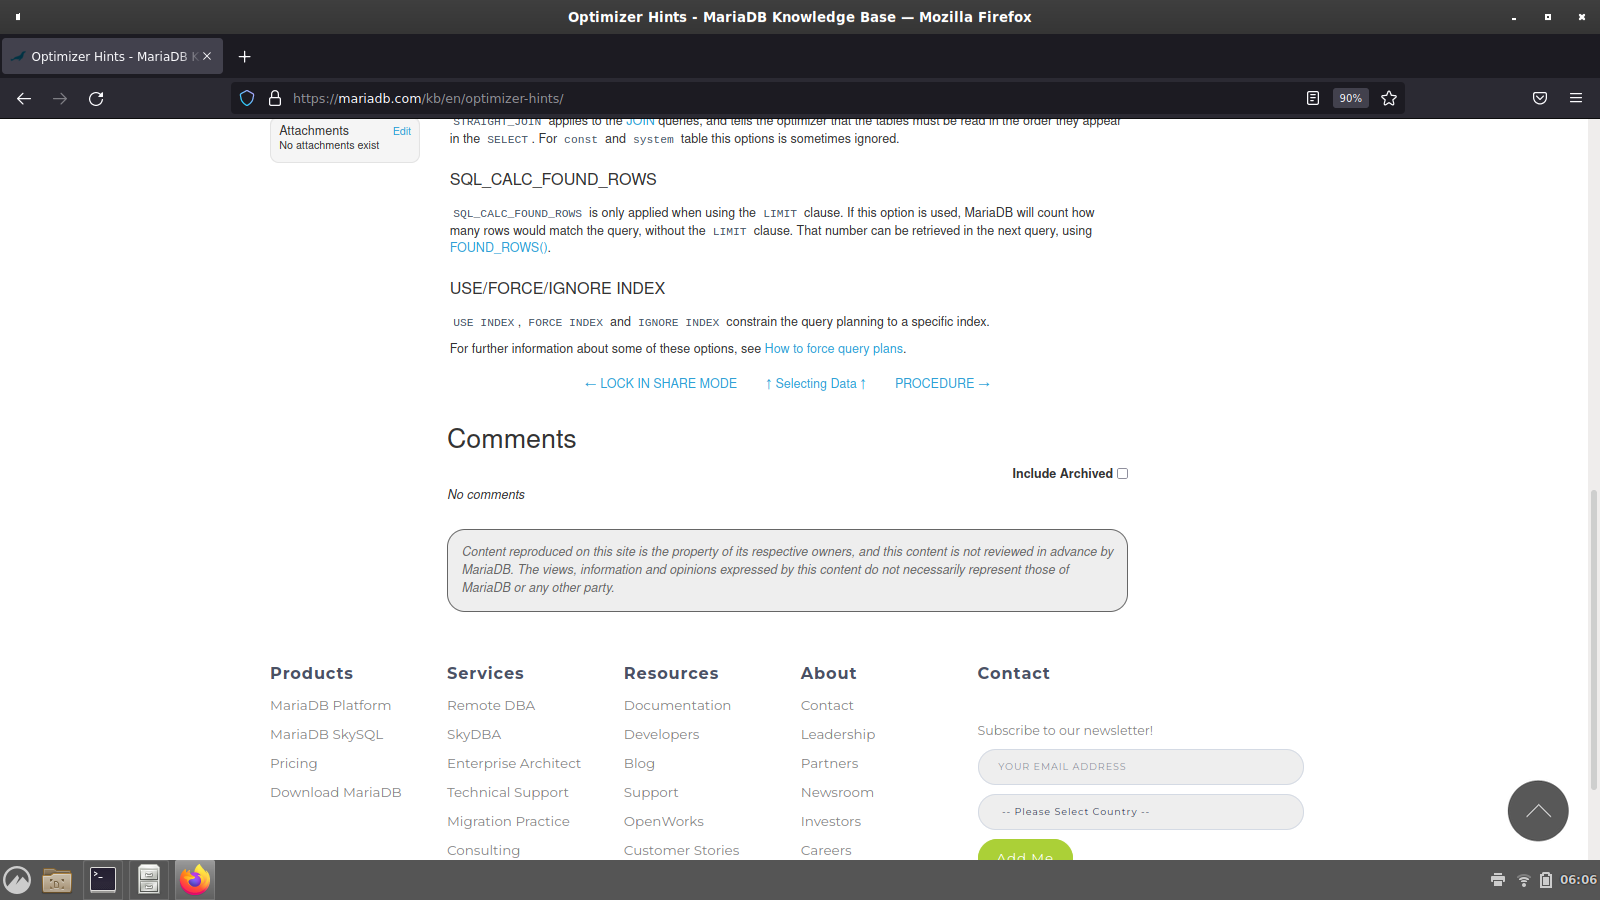 Optimizer Hints - MariaDB Knowledge Base — Mozilla Firefox
Optimizer Hints - MariaDB K
https://mariadb.com/kb/en/optimizer-hints/
90%
Attachments
Edit
No attachments exist
STRAIGHT_JOIN applies to the JOIN queries, and tells the optimizer that the tables must be read in the order they appear
in the SELECT. For const and system table this options is sometimes ignored.
SQL_CALC_FOUND_ROWS
SQL_CALC_FOUND_ROWS is only applied when using the LIMIT clause. If this option is used, MariaDB will count how
many rows would match the query, without the LIMIT clause. That number can be retrieved in the next query, using
FOUND_ROWS().
USE/FORCE/IGNORE INDEX
USE INDEX, FORCE INDEX and IGNORE INDEX constrain the query planning to a specific index.
For further information about some of these options, see How to force query plans.
← LOCK IN SHARE MODE ↑ Selecting Data ↑ PROCEDURE →
Comments
Include Archived
No comments
Content reproduced on this site is the property of its respective owners, and this content is not reviewed in advance by
MariaDB. The views, information and opinions expressed by this content do not necessarily represent those of
MariaDB or any other party.
Products
MariaDB Platform
MariaDB SkySQL
Pricing
Download MariaDB
Services
Remote DBA
SkyDBA
Enterprise Architect
Technical Support
Migration Practice
Consulting
Resources
Documentation
Developers
Blog
Support
OpenWorks
Customer Stories
About
Contact
Leadership
Partners
Newsroom
Investors
Careers
Contact
Subscribe to our newsletter!
YOUR EMAIL ADDRESS
-- Please Select Country --
Add Me
06:06